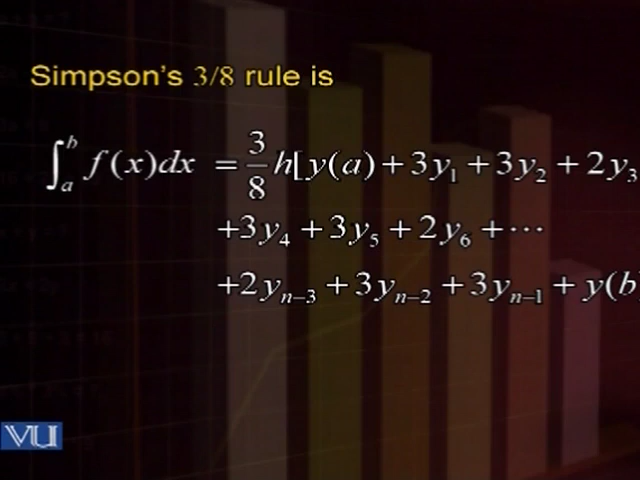 Simpson's 3/8 rule is
∫_a^b f(x)dx = 3/8 h[y(a) + 3y_1 + 3y_2 + 2y_3
+3y_4 + 3y_5 + 2y_6 + ⋯
+2y_{n−3} + 3y_{n−2} + 3y_{n−1} + y(b
VU